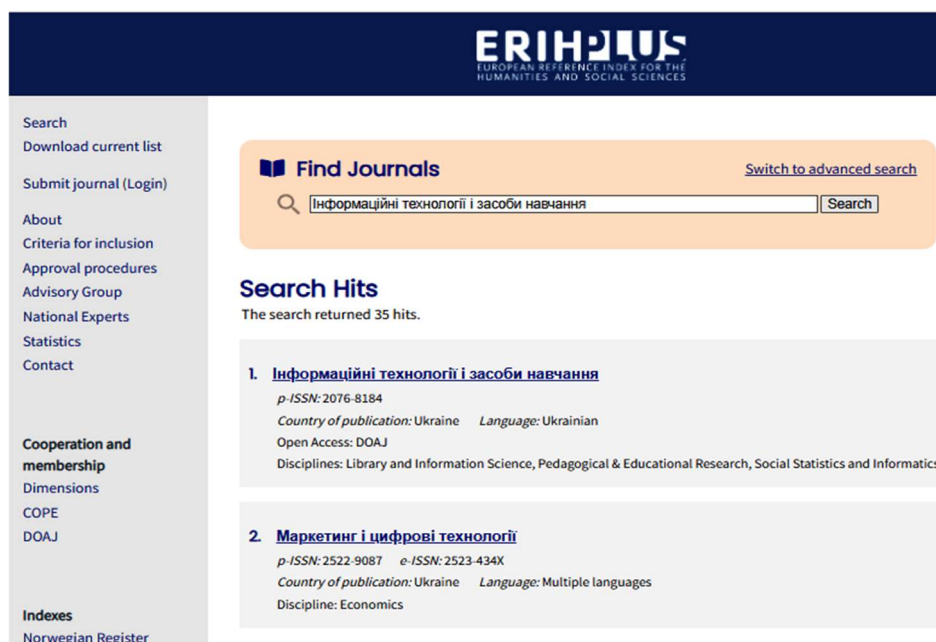 ERIHPLUS
EUROPEAN REFERENCE INDEX FOR THE
HUMANITIES AND SOCIAL SCIENCES
Search
Download current list
Submit journal (Login)
About
Criteria for inclusion
Approval procedures
Advisory Group
National Experts
Statistics
Contact
Cooperation and
membership
Dimensions
COPE
DOAJ
Indexes
Norwegian Register
Find Journals
Switch to advanced search
Інформаційні технології і засоби навчання
Search
Search Hits
The search returned 35 hits.
1. Інформаційні технології і засоби навчання
p-ISSN: 2076-8184
Country of publication: Ukraine Language: Ukrainian
Open Access: DOAJ
Disciplines: Library and Information Science, Pedagogical & Educational Research, Social Statistics and Informatics
2. Маркетинг і цифрові технології
p-ISSN: 2522-9087 e-ISSN: 2523-434X
Country of publication: Ukraine Language: Multiple languages
Discipline: Economics